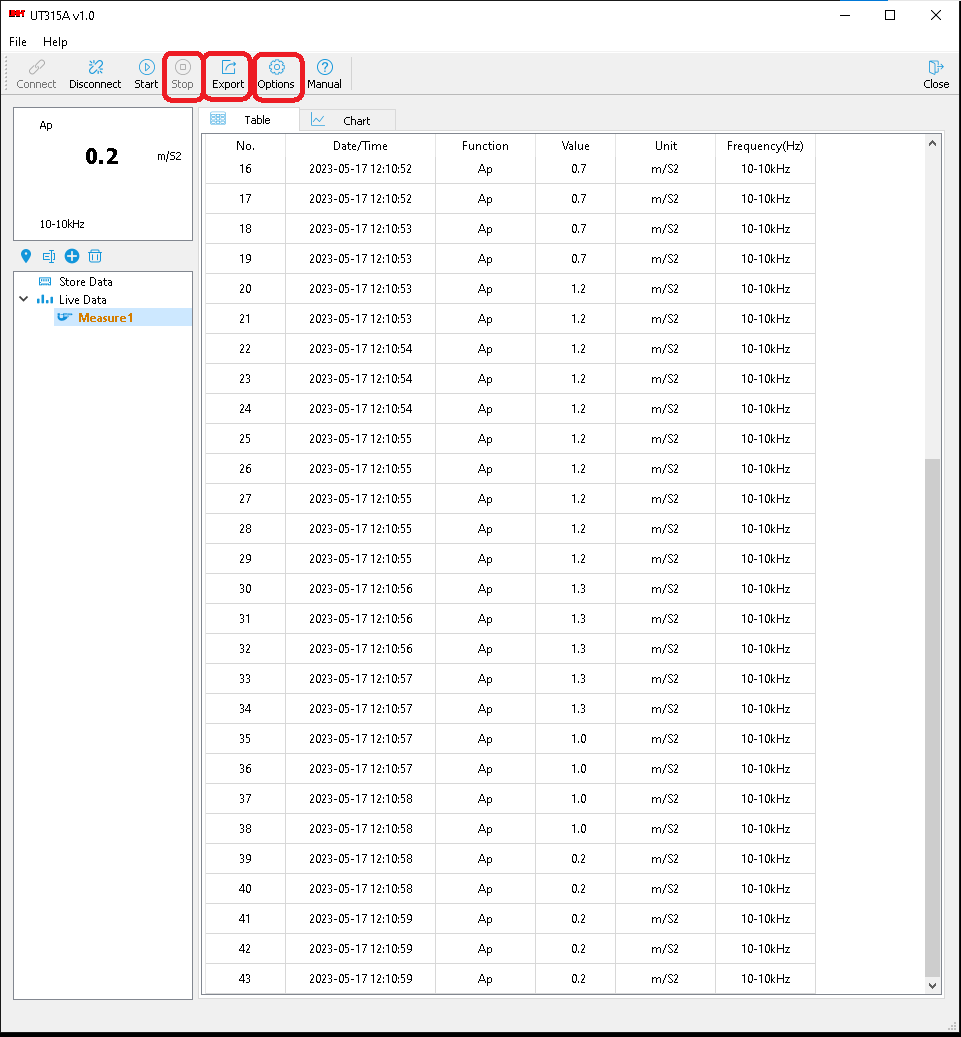 UNI-T UT315A v1.0
File Help
Connect Disconnect Start Stop Export Options Manual Close
Ap
0.2 m/S2
10-10kHz
Store Data
Live Data
Measure1
Table Chart
No. Date/Time Function Value Unit Frequency(Hz)
16 2023-05-17 12:10:52 Ap 0.7 m/S2 10-10kHz
17 2023-05-17 12:10:52 Ap 0.7 m/S2 10-10kHz
18 2023-05-17 12:10:53 Ap 0.7 m/S2 10-10kHz
19 2023-05-17 12:10:53 Ap 0.7 m/S2 10-10kHz
20 2023-05-17 12:10:53 Ap 1.2 m/S2 10-10kHz
21 2023-05-17 12:10:53 Ap 1.2 m/S2 10-10kHz
22 2023-05-17 12:10:54 Ap 1.2 m/S2 10-10kHz
23 2023-05-17 12:10:54 Ap 1.2 m/S2 10-10kHz
24 2023-05-17 12:10:54 Ap 1.2 m/S2 10-10kHz
25 2023-05-17 12:10:55 Ap 1.2 m/S2 10-10kHz
26 2023-05-17 12:10:55 Ap 1.2 m/S2 10-10kHz
27 2023-05-17 12:10:55 Ap 1.2 m/S2 10-10kHz
28 2023-05-17 12:10:55 Ap 1.2 m/S2 10-10kHz
29 2023-05-17 12:10:55 Ap 1.2 m/S2 10-10kHz
30 2023-05-17 12:10:56 Ap 1.3 m/S2 10-10kHz
31 2023-05-17 12:10:56 Ap 1.3 m/S2 10-10kHz
32 2023-05-17 12:10:56 Ap 1.3 m/S2 10-10kHz
33 2023-05-17 12:10:57 Ap 1.3 m/S2 10-10kHz
34 2023-05-17 12:10:57 Ap 1.3 m/S2 10-10kHz
35 2023-05-17 12:10:57 Ap 1.0 m/S2 10-10kHz
36 2023-05-17 12:10:57 Ap 1.0 m/S2 10-10kHz
37 2023-05-17 12:10:58 Ap 1.0 m/S2 10-10kHz
38 2023-05-17 12:10:58 Ap 1.0 m/S2 10-10kHz
39 2023-05-17 12:10:58 Ap 0.2 m/S2 10-10kHz
40 2023-05-17 12:10:58 Ap 0.2 m/S2 10-10kHz
41 2023-05-17 12:10:59 Ap 0.2 m/S2 10-10kHz
42 2023-05-17 12:10:59 Ap 0.2 m/S2 10-10kHz
43 2023-05-17 12:10:59 Ap 0.2 m/S2 10-10kHz